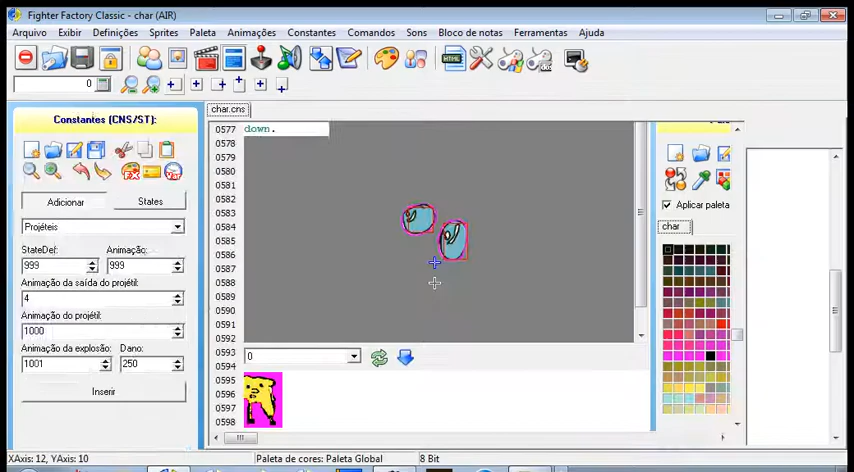 Fighter Factory Classic - char (AIR)
Arquivo Exibir Definições Sprites Paleta Animações Constantes Comandos Sons Bloco de notas Ferramentas Ajuda
0
char.cns
Constantes (CNS/ST):
Adicionar States
Projéteis
StateDef: Animação:
999 999
Animação da saída do projétil:
4
Animação do projétil:
1000
Animação da explosão: Dano:
1001 250
Inserir
0577 down.
0578
0579
0580
0581
0582
0583
0584
0585
0586
0587
0588
0589
0590
0591
0592
0593
0594
0595
0596
0597
0598
0
Aplicar paleta
char
XAxis: 12, YAxis: 10 Paleta de cores: Paleta Global 8 Bit